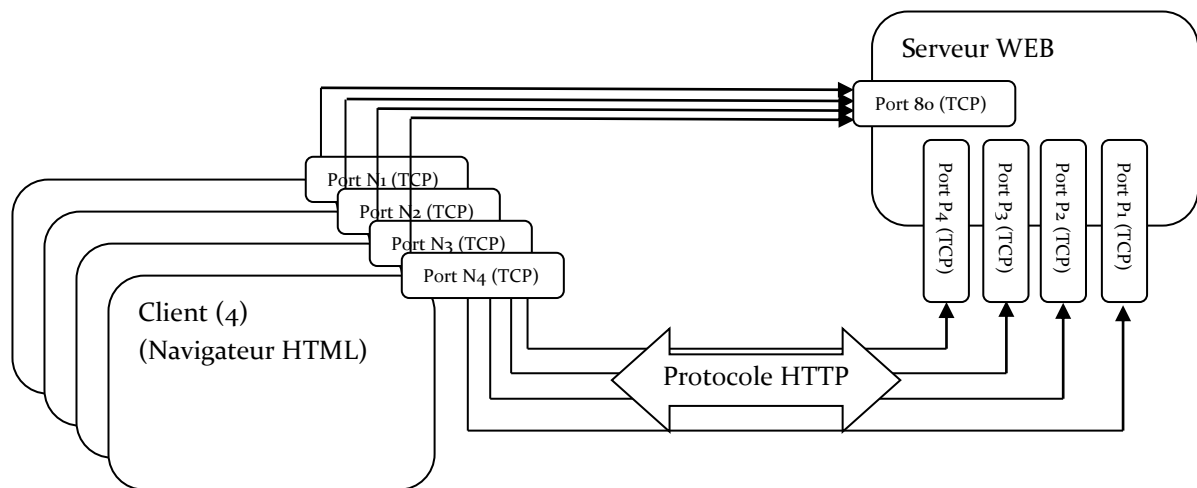 Serveur WEB
Port 80 (TCP)
Port N1 (TCP)
Port N2 (TCP)
Port N3 (TCP)
Port N4 (TCP)
Port P4 (TCP)
Port P3 (TCP)
Port P2 (TCP)
Port P1 (TCP)
Client (4)
(Navigateur HTML)
Protocole HTTP